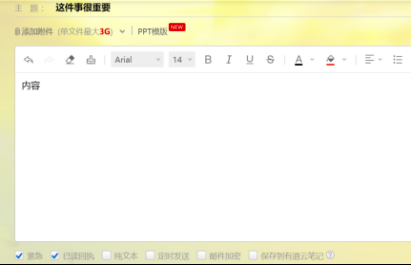 主 题： 这件事很重要
添加附件 (单文件最大3G) | PPT模版 NEW
Arial 14 B I U S A
内容
紧急 已读回执 纯文本 定时发送 邮件加密 保存到有道云笔记